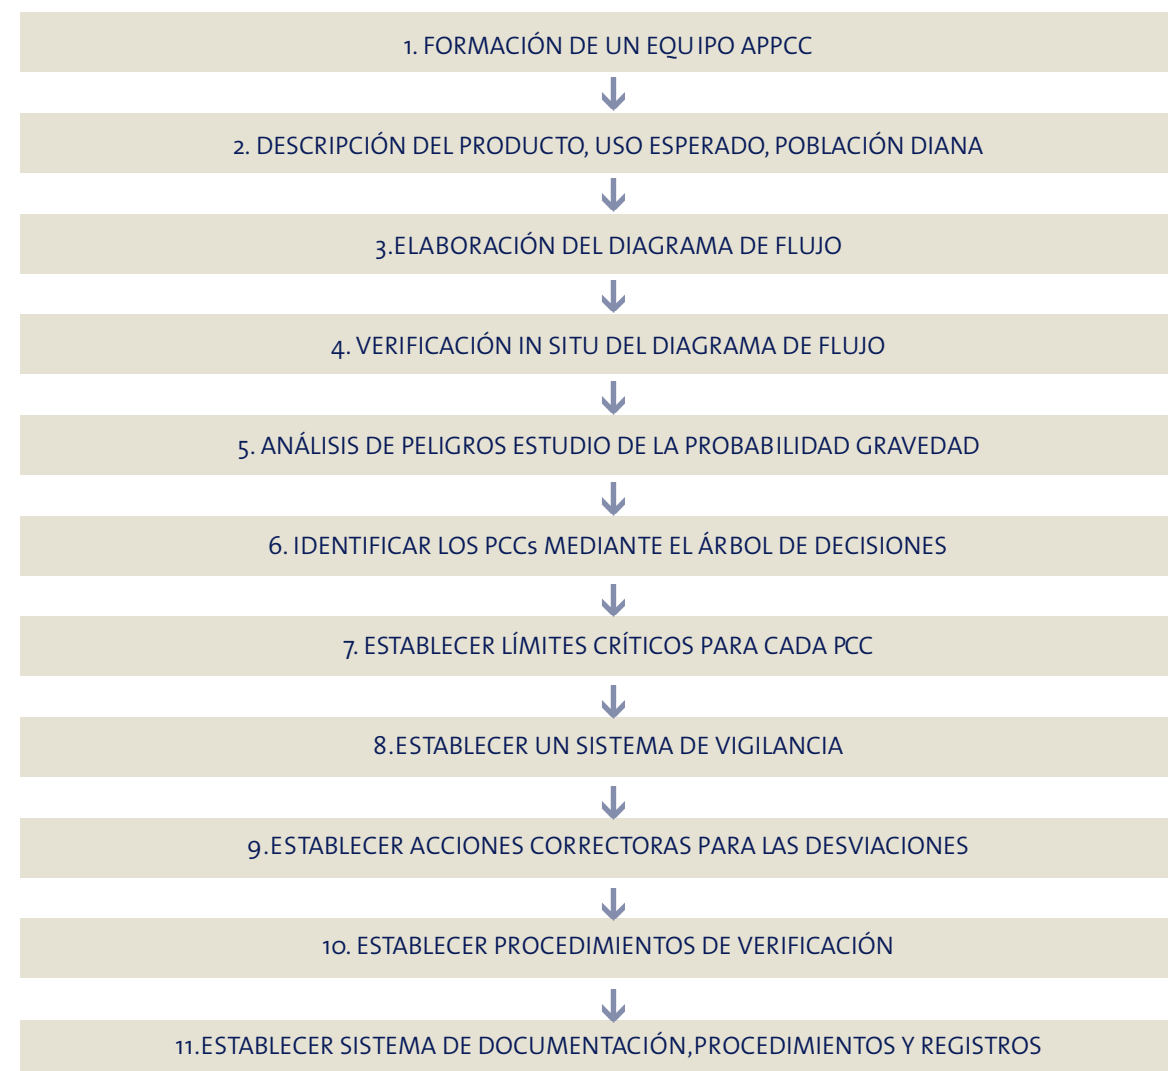 1. FORMACIÓN DE UN EQUIPO APPCC
2. DESCRIPCIÓN DEL PRODUCTO, USO ESPERADO, POBLACIÓN DIANA
3.ELABORACIÓN DEL DIAGRAMA DE FLUJO
4. VERIFICACIÓN IN SITU DEL DIAGRAMA DE FLUJO
5. ANÁLISIS DE PELIGROS ESTUDIO DE LA PROBABILIDAD GRAVEDAD
6. IDENTIFICAR LOS PCCs MEDIANTE EL ÁRBOL DE DECISIONES
7. ESTABLECER LÍMITES CRÍTICOS PARA CADA PCC
8.ESTABLECER UN SISTEMA DE VIGILANCIA
9.ESTABLECER ACCIONES CORRECTORAS PARA LAS DESVIACIONES
10. ESTABLECER PROCEDIMIENTOS DE VERIFICACIÓN
11.ESTABLECER SISTEMA DE DOCUMENTACIÓN,PROCEDIMIENTOS Y REGISTROS